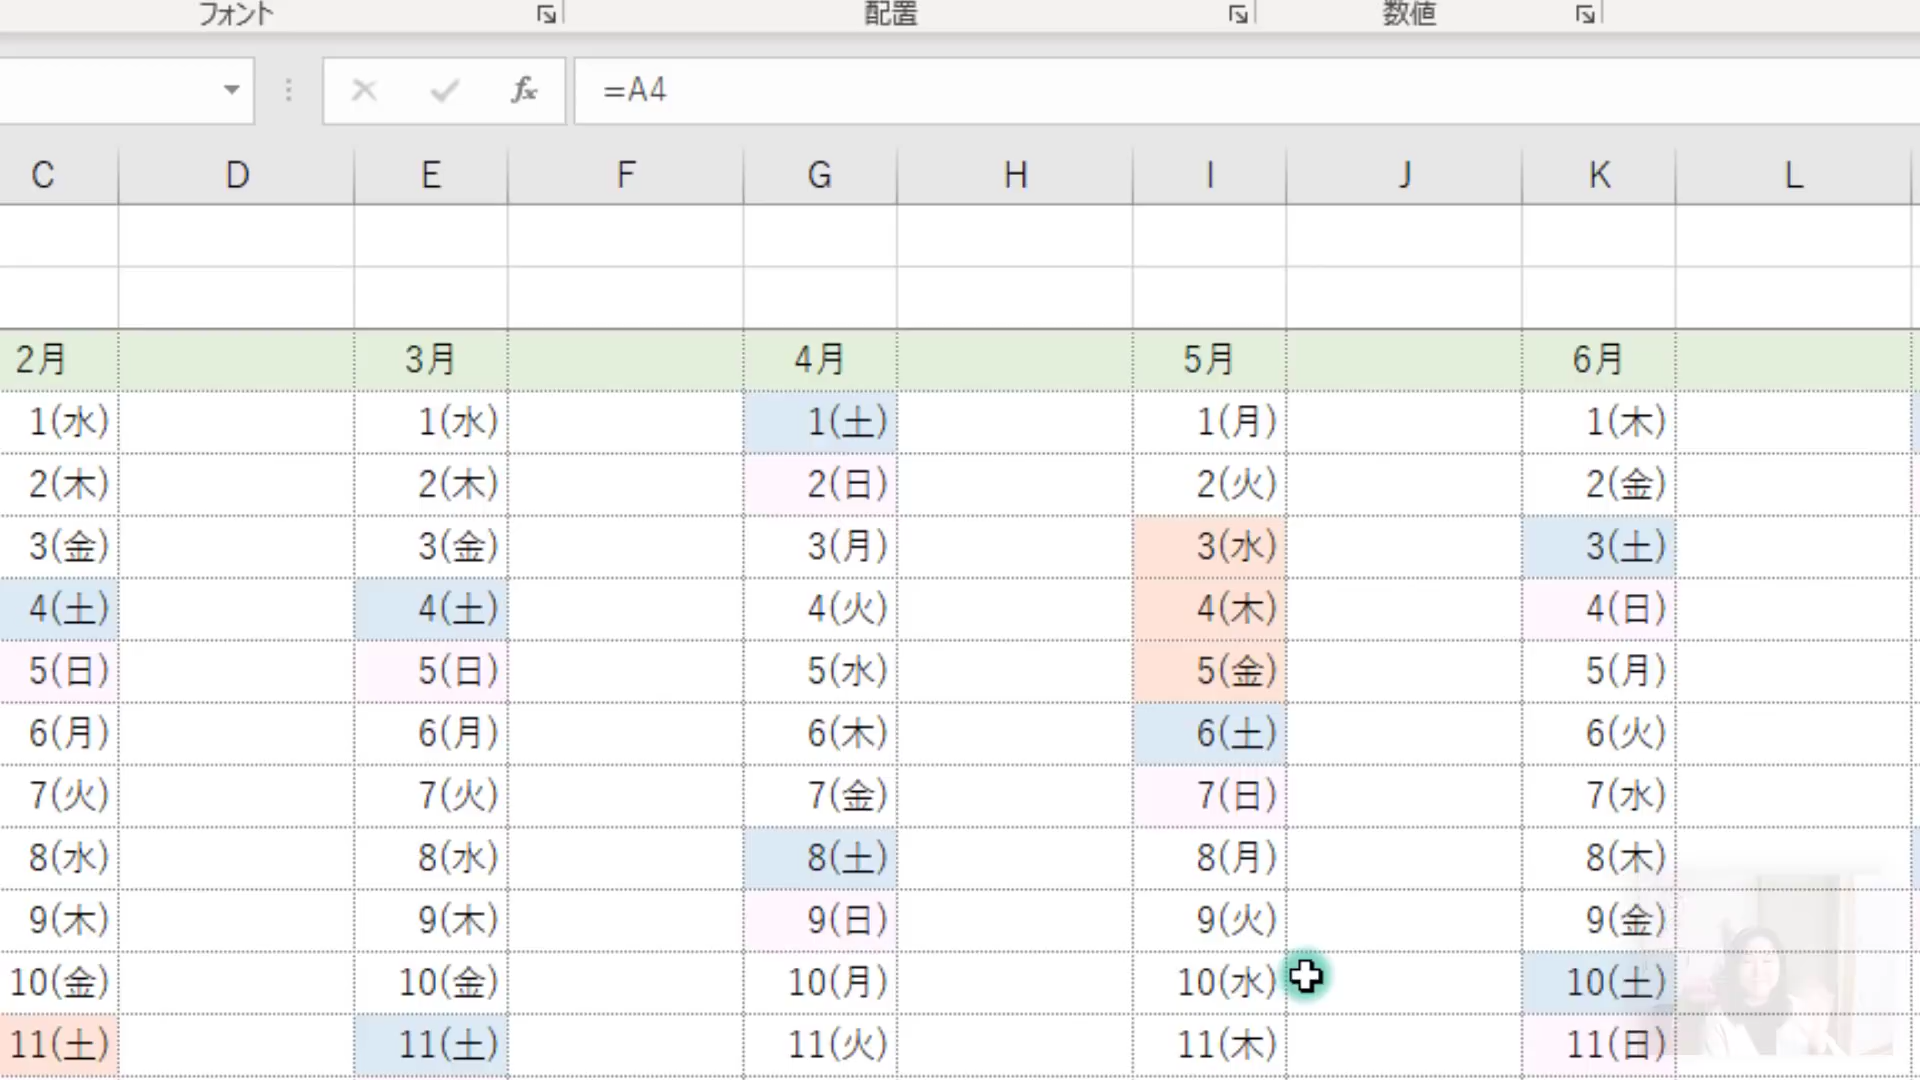 フォント 配置 数値
fx =A4
C D E F G H I J K L
2月 3月 4月 5月 6月
1(水) 1(水) 1(土) 1(月) 1(木)
2(木) 2(木) 2(日) 2(火) 2(金)
3(金) 3(金) 3(月) 3(水) 3(土)
4(土) 4(土) 4(火) 4(木) 4(日)
5(日) 5(日) 5(水) 5(金) 5(月)
6(月) 6(月) 6(木) 6(土) 6(火)
7(火) 7(火) 7(金) 7(日) 7(水)
8(水) 8(水) 8(土) 8(月) 8(木)
9(木) 9(木) 9(日) 9(火) 9(金)
10(金) 10(金) 10(月) 10(水) 10(土)
11(土) 11(土) 11(火) 11(木) 11(日)